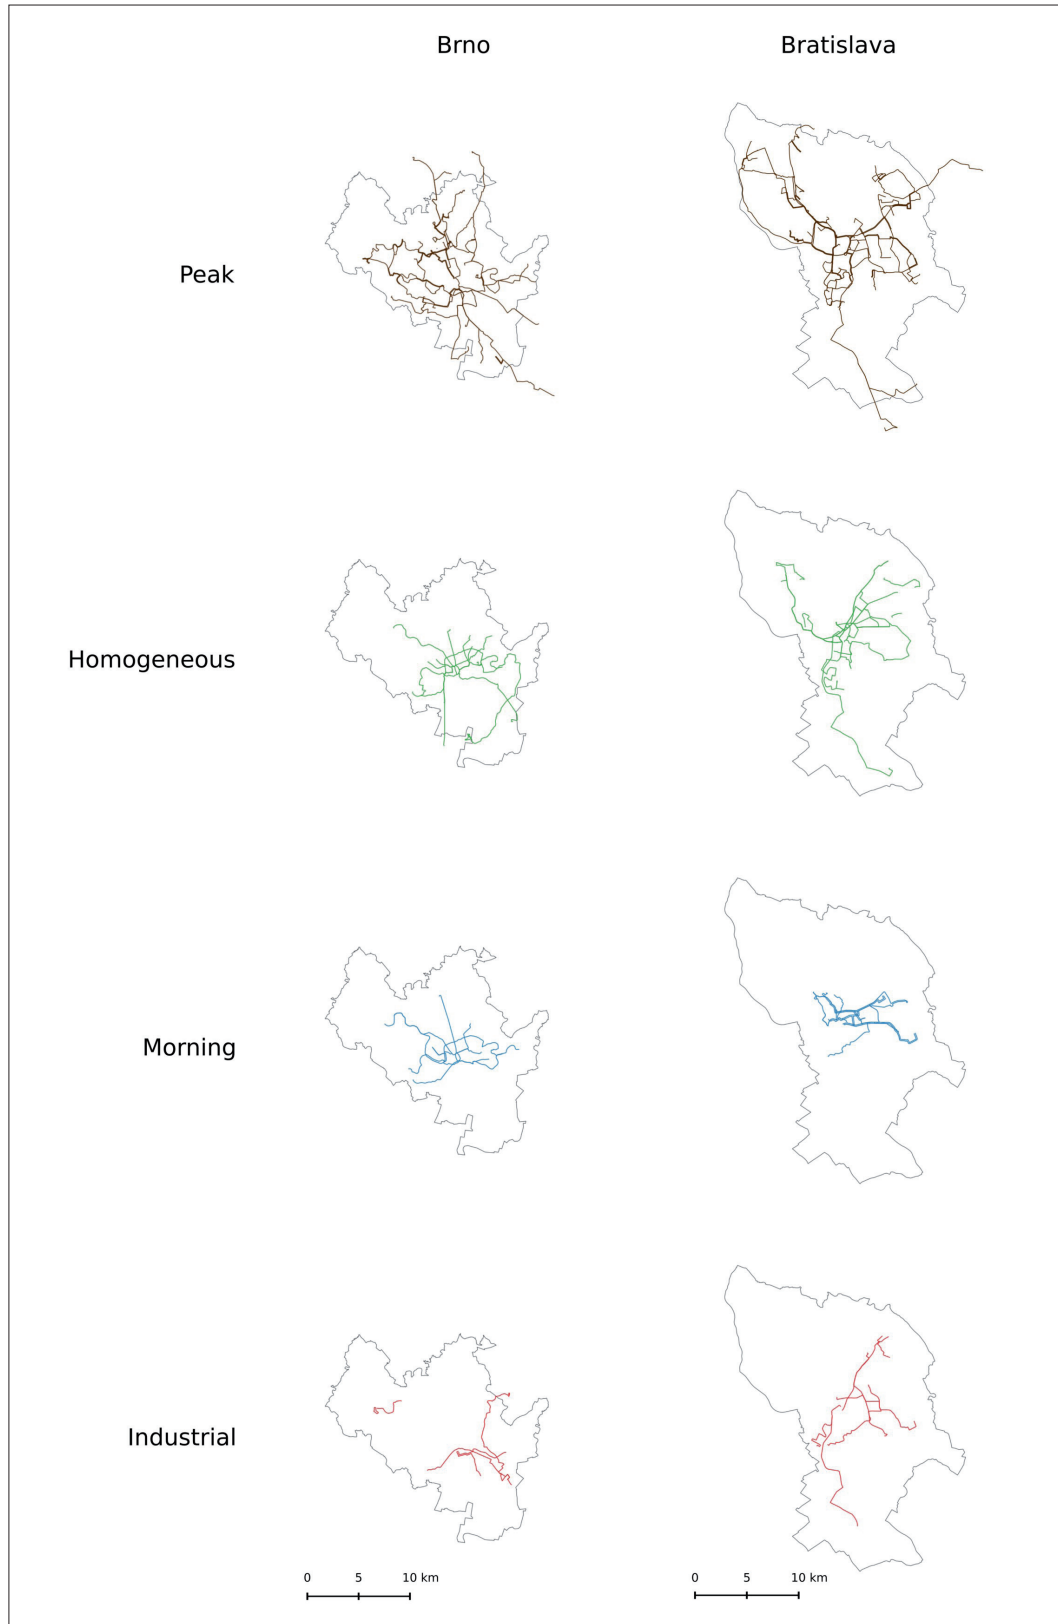 Brno Bratislava
Peak
Homogeneous
Morning
Industrial
0 5 10 km 0 5 10 km